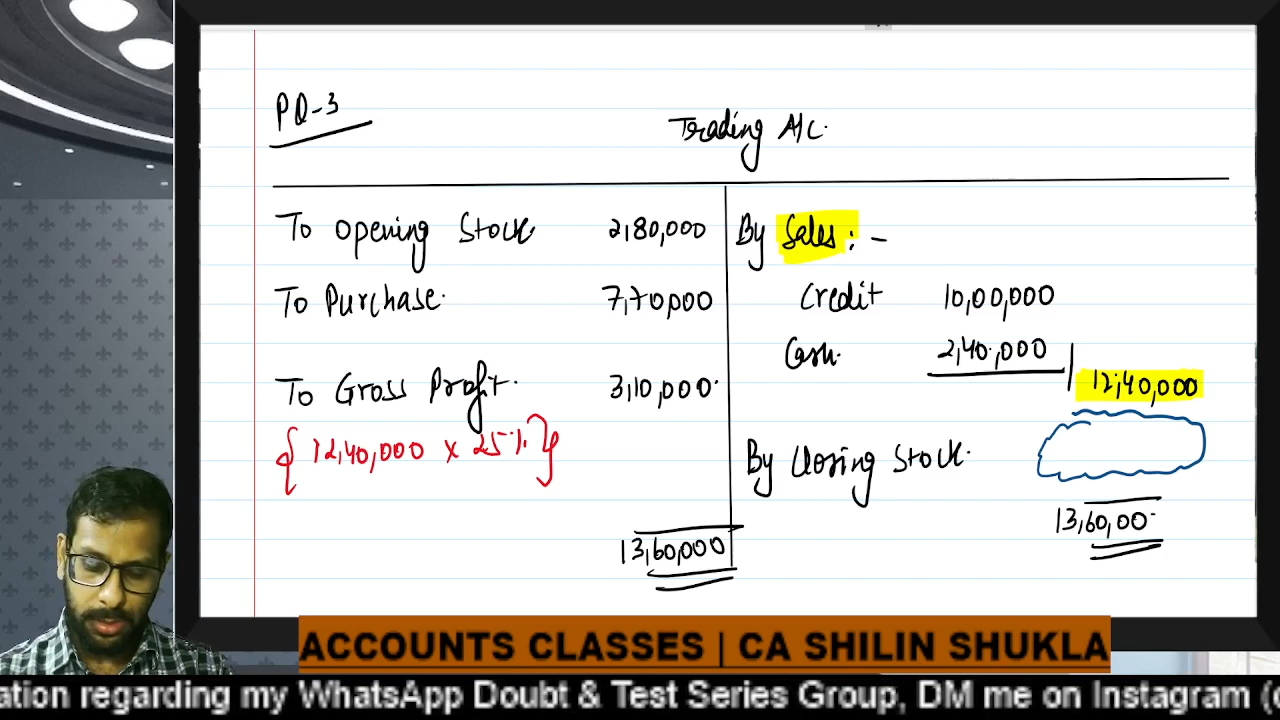 PQ-3
Trading A/C.
To Opening Stock 2,80,000 By Sales: -
To Purchase. 7,70,000 Credit 10,00,000
Cash. 2,40,000
To Gross Profit. 3,10,000 12,40,000
{12,40,000 x 25%}
By Closing Stock.
13,60,000 13,60,00
ACCOUNTS CLASSES | CA SHILIN SHUKLA
ation regarding my WhatsApp Doubt & Test Series Group, DM me on Instagram (